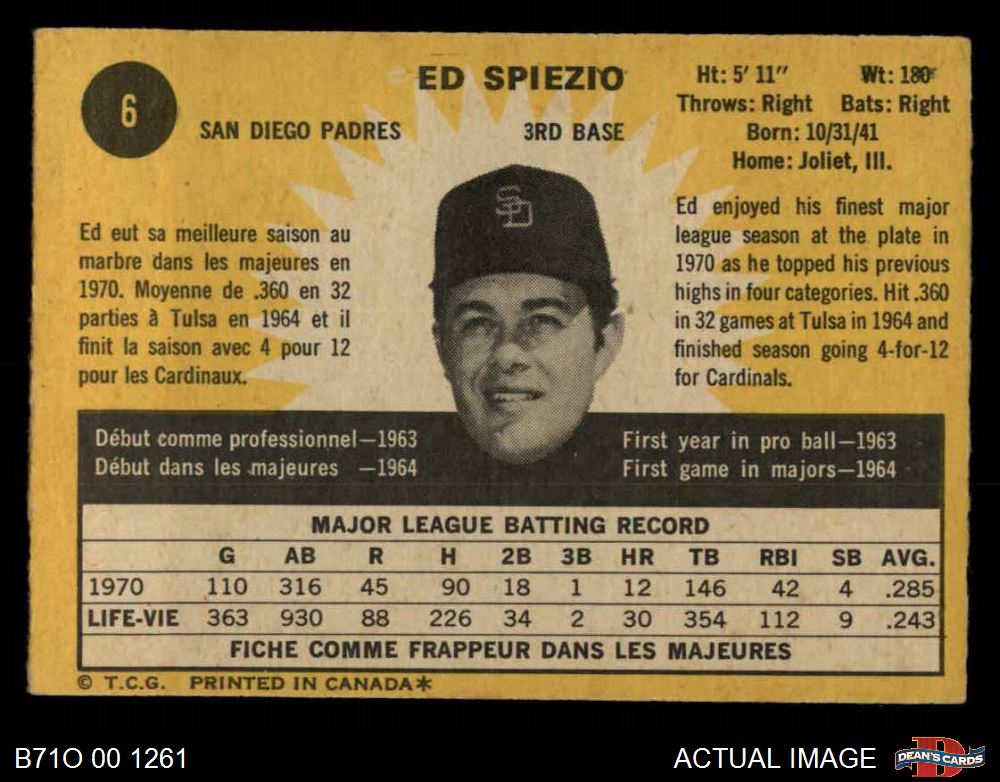 6
ED SPIEZIO
SAN DIEGO PADRES 3RD BASE
Ht: 5' 11" Wt: 180
Throws: Right Bats: Right
Born: 10/31/41
Home: Joliet, Ill.
SD
Ed eut sa meilleure saison au
marbre dans les majeures en
1970. Moyenne de .360 en 32
parties à Tulsa en 1964 et il
finit la saison avec 4 pour 12
pour les Cardinaux.
Ed enjoyed his finest major
league season at the plate in
1970 as he topped his previous
highs in four categories. Hit .360
in 32 games at Tulsa in 1964 and
finished season going 4-for-12
for Cardinals.
Début comme professionnel—1963
Début dans les majeures —1964
First year in pro ball—1963
First game in majors—1964
MAJOR LEAGUE BATTING RECORD
G AB R H 2B 3B HR TB RBI SB AVG.
1970 110 316 45 90 18 1 12 146 42 4 .285
LIFE-VIE 363 930 88 226 34 2 30 354 112 9 .243
FICHE COMME FRAPPEUR DANS LES MAJEURES
© T.C.G. PRINTED IN CANADA*
B71O 00 1261
ACTUAL IMAGE
D
DEAN'S CARDS